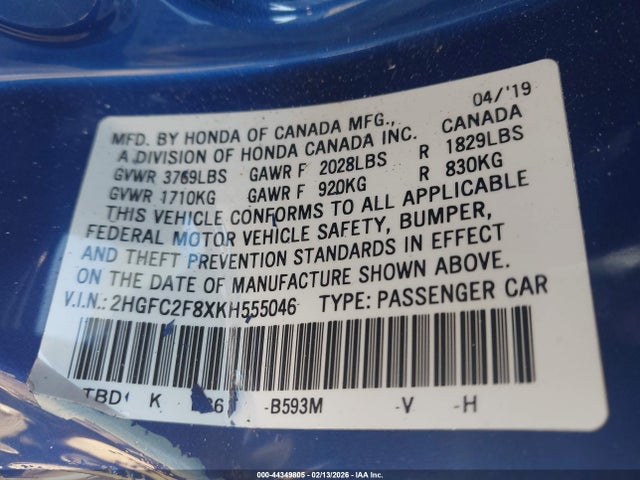 04/'19
MFD. BY HONDA OF CANADA MFG., CANADA
A DIVISION OF HONDA CANADA INC.
GVWR 3769LBS GAWR F 2028LBS R 1829LBS
GVWR 1710KG GAWR F 920KG R 830KG
THIS VEHICLE CONFORMS TO ALL APPLICABLE
FEDERAL MOTOR VEHICLE SAFETY, BUMPER,
AND THEFT PREVENTION STANDARDS IN EFFECT
ON THE DATE OF MANUFACTURE SHOWN ABOVE.
V.I.N.: 2HGFC2F8XKH555046 TYPE: PASSENGER CAR
TBD K 6 -B593M -V -H
000-44349805 - 02/13/2026 - IAA Inc.